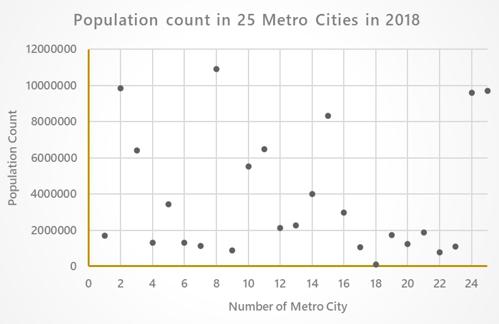 Population count in 25 Metro Cities in 2018
12000000
10000000
8000000
6000000
4000000
2000000
0
Population Count
0 2 4 6 8 10 12 14 16 18 20 22 24
Number of Metro City